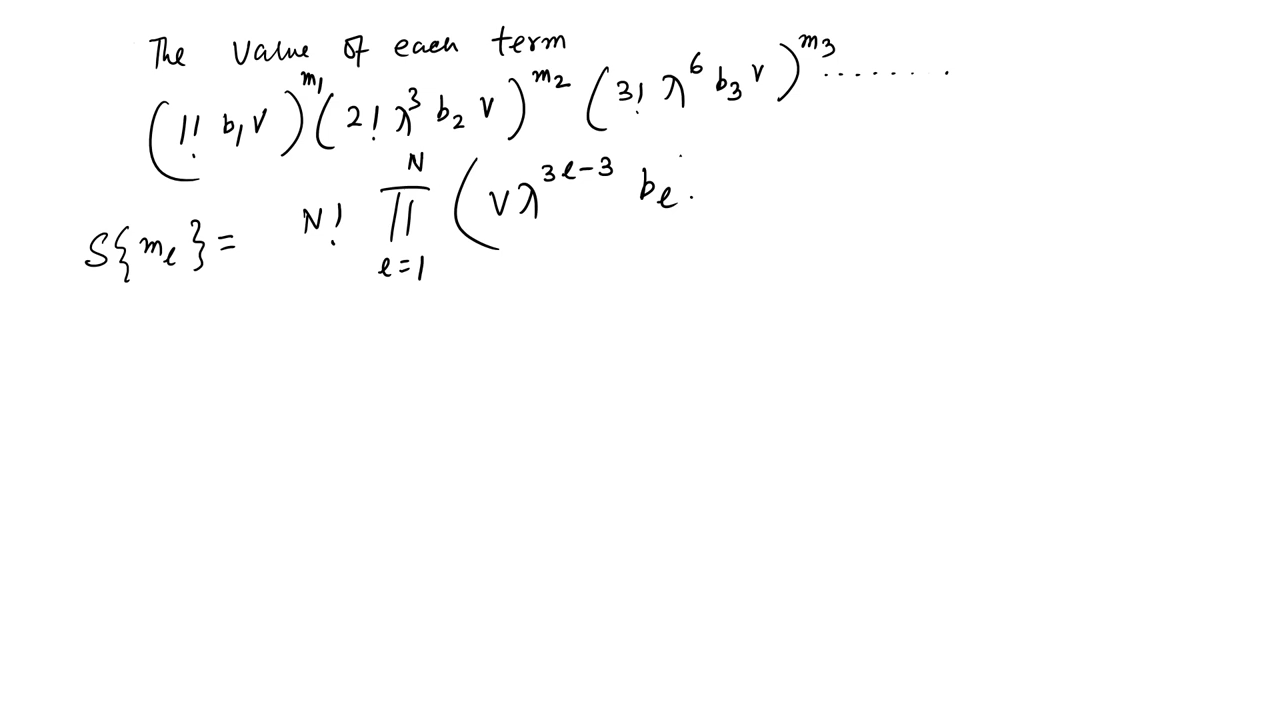 The value of each term
(1! b₁ V)^m₁ (2! λ³ b₂ V)^m₂ (3! λ⁶ b₃ V)^m₃ .........
S{m_l} = N! ∏_{l=1}^{N} (V λ^{3l-3} b_l .